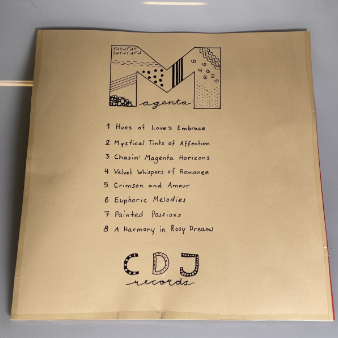 M
agenta
1 Hues of Love's Embrace
2 Mystical Tints of Affection
3 Chasin' Magenta Horizons
4 Velvet Whispers of Romance
5 Crimson and Amour
6 Euphoric Melodies
7 Painted Passions
8 A Harmony in Rosy Dreams
CDJ
records